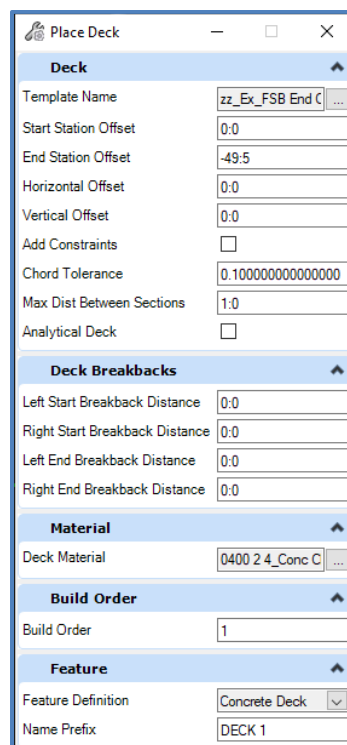 Place Deck
Deck
Template Name zz_Ex_FSB End C ...
Start Station Offset 0:0
End Station Offset -49:5
Horizontal Offset 0:0
Vertical Offset 0:0
Add Constraints
Chord Tolerance 0.100000000000000
Max Dist Between Sections 1:0
Analytical Deck
Deck Breakbacks
Left Start Breakback Distance 0:0
Right Start Breakback Distance 0:0
Left End Breakback Distance 0:0
Right End Breakback Distance 0:0
Material
Deck Material 0400 2 4_Conc C ...
Build Order
Build Order 1
Feature
Feature Definition Concrete Deck
Name Prefix DECK 1